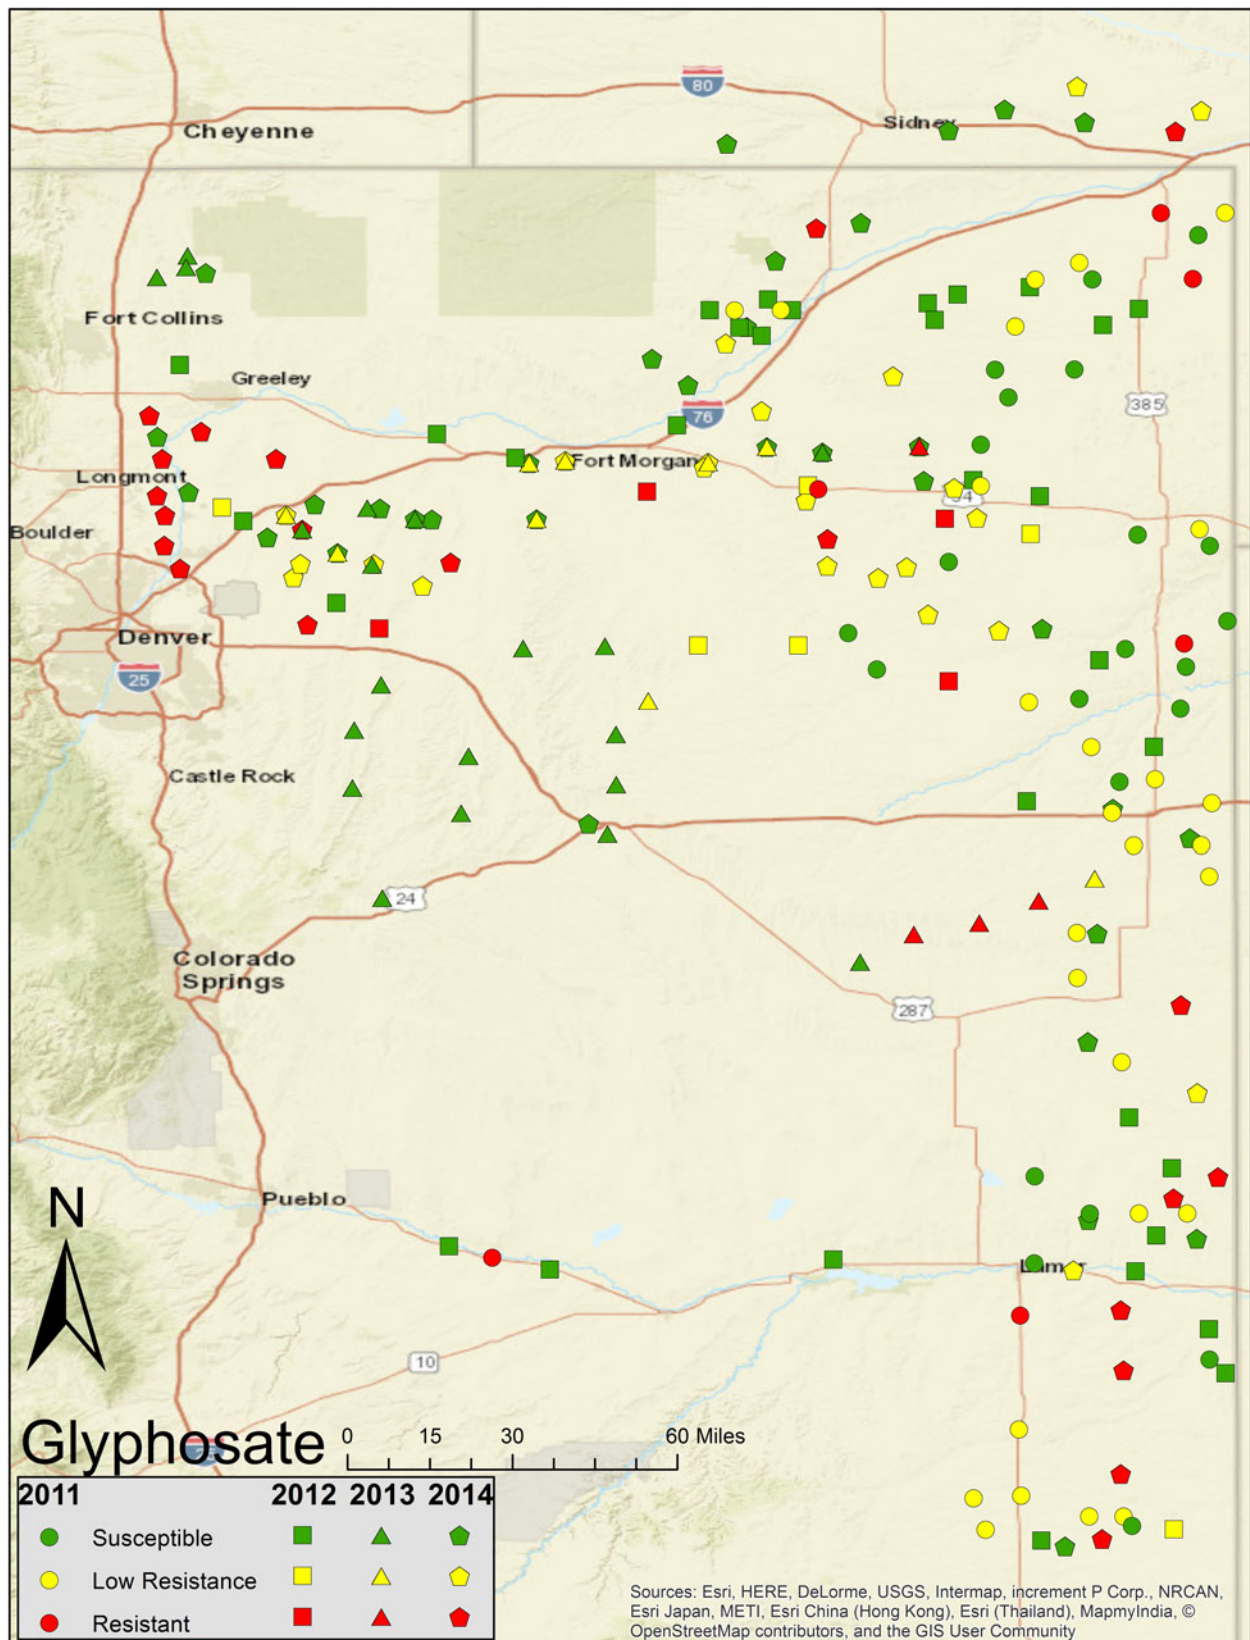 80
Sidney
Cheyenne
Fort Collins
Greeley
385
76
Fort Morgan
Longmont
34
Boulder
Denver
25
Castle Rock
24
Colorado
Springs
287
Pueblo
N
Lamar
10
Glyphosate
0 15 30 60 Miles
25
2011 2012 2013 2014
Susceptible
Low Resistance
Resistant
Sources: Esri, HERE, DeLorme, USGS, Intermap, increment P Corp., NRCAN,
Esri Japan, METI, Esri China (Hong Kong), Esri (Thailand), MapmyIndia, ©
OpenStreetMap contributors, and the GIS User Community